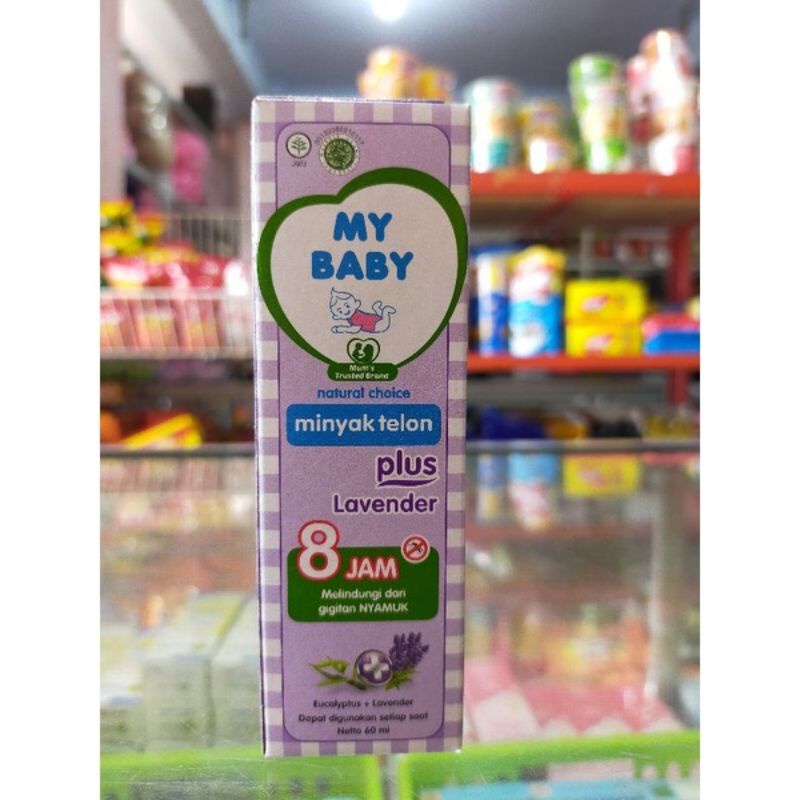 MY
BABY
Mum's
Trusted Brand
natural choice
minyak telon
plus
Lavender
8 JAM
Melindungi dari
gigitan NYAMUK
Eucalyptus + Lavender
Dapat digunakan setiap saat
Netto 60 ml